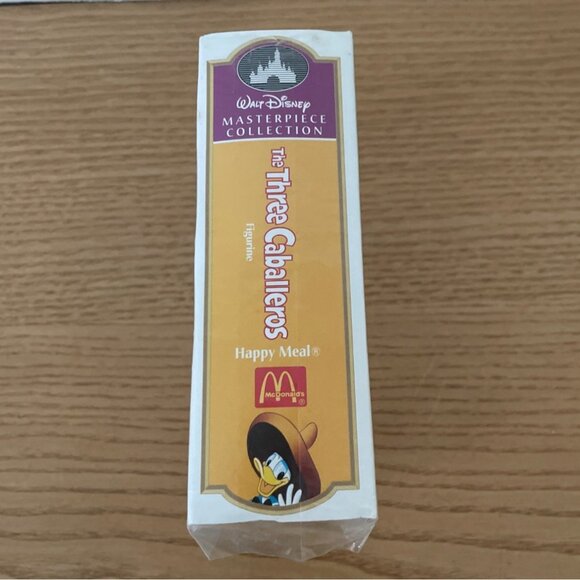 Walt Disney
MASTERPIECE
COLLECTION
The Three Caballeros
Figurine
Happy Meal®
McDonald's®